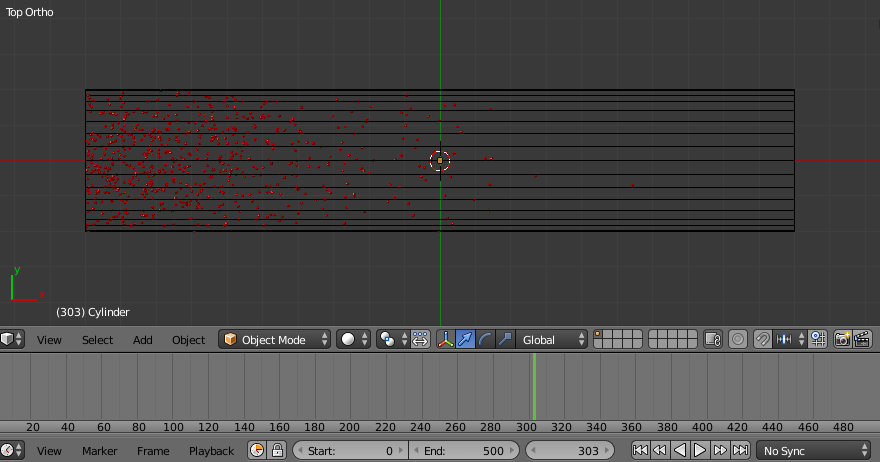 Top Ortho
y
x
(303) Cylinder
View Select Add Object Object Mode Global
20 40 60 80 100 120 140 160 180 200 220 240 260 280 300 320 340 360 380 400 420 440 460 480
View Marker Frame Playback Start: 0 End: 500 303 No Sync